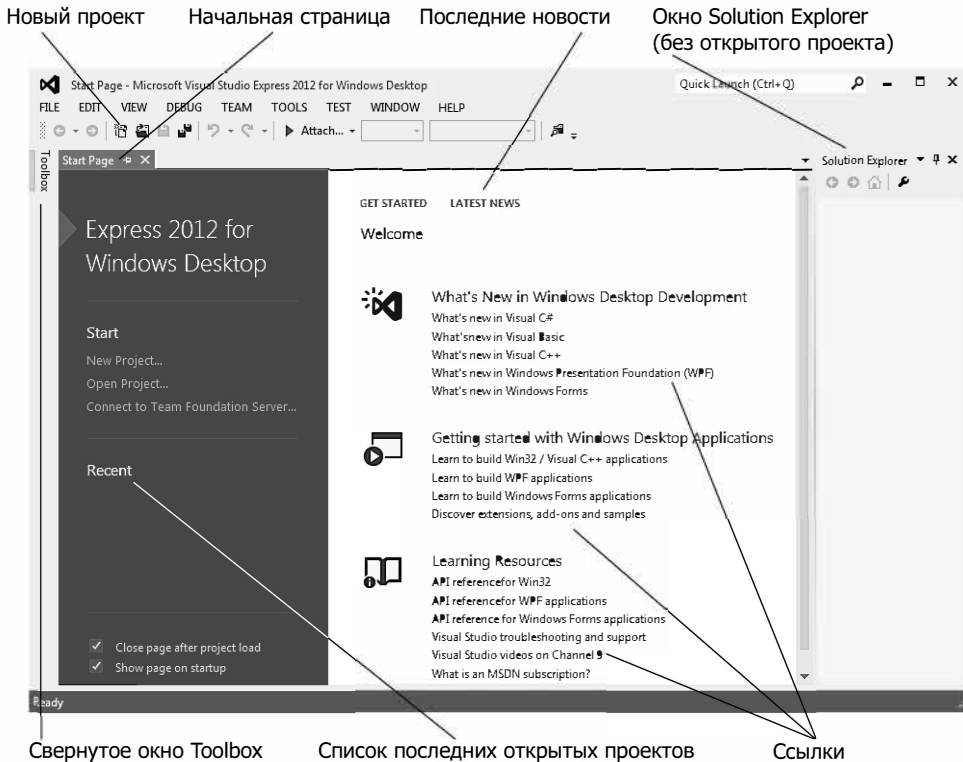 Новый проект
Начальная страница
Последние новости
Окно Solution Explorer
(без открытого проекта)
Start Page - Microsoft Visual Studio Express 2012 for Windows Desktop
Quick Launch (Ctrl+Q)
FILE EDIT VIEW DEBUG TEAM TOOLS TEST WINDOW HELP
Attach...
Toolbox
Start Page
Solution Explorer
GET STARTED LATEST NEWS
Express 2012 for
Windows Desktop
Welcome
Start
New Project...
Open Project...
Connect to Team Foundation Server...
Recent
Close page after project load
Show page on startup
What's New in Windows Desktop Development
What's new in Visual C#
What'snew in Visual Basic
What's new in Visual C++
What's new in Windows Presentation Foundation (WPF)
What's new in Windows Forms
Getting started with Windows Desktop Applications
Learn to build Win32 / Visual C++ applications
Learn to build WPF applications
Learn to build Windows Forms applications
Discover extensions, add-ons and samples
Learning Resources
API referencefor Win32
API referencefor WPF applications
API reference for Windows Forms applications
Visual Studio troubleshooting and support
Visual Studio videos on Channel 9
What is an MSDN subscription?
Ready
Свернутое окно Toolbox
Список последних открытых проектов
Ссылки